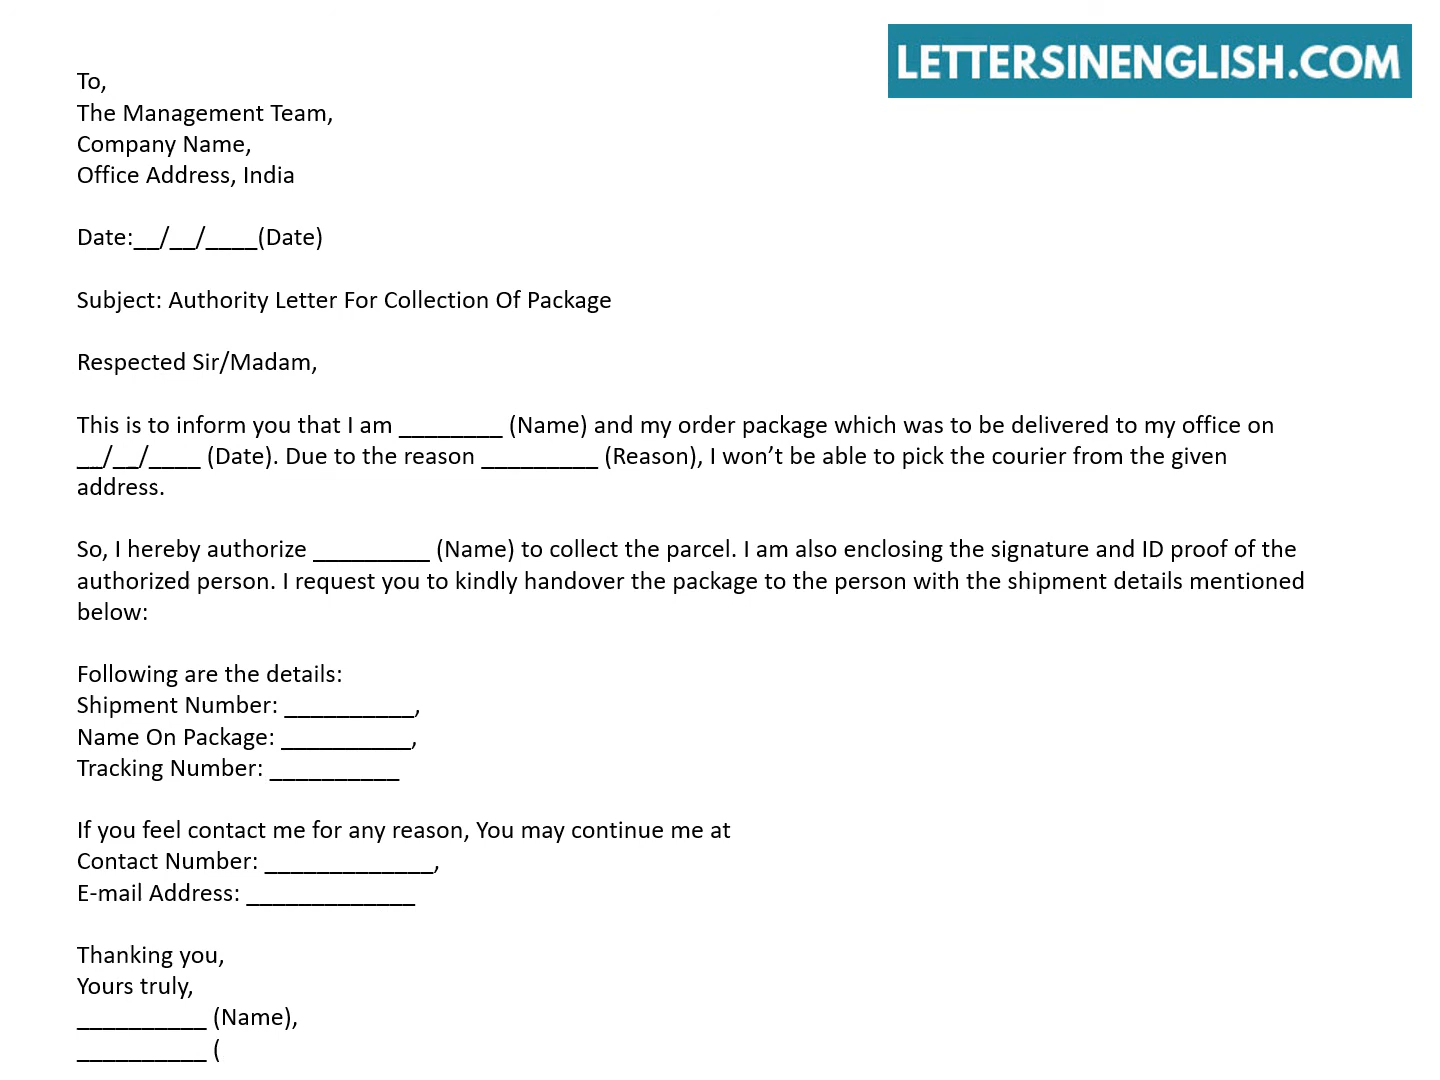 LETTERSINENGLISH.COM
To,
The Management Team,
Company Name,
Office Address, India
Date:__/__/____(Date)
Subject: Authority Letter For Collection Of Package
Respected Sir/Madam,
This is to inform you that I am ________ (Name) and my order package which was to be delivered to my office on
__/__/____ (Date). Due to the reason _________ (Reason), I won’t be able to pick the courier from the given
address.
So, I hereby authorize _________ (Name) to collect the parcel. I am also enclosing the signature and ID proof of the
authorized person. I request you to kindly handover the package to the person with the shipment details mentioned
below:
Following are the details:
Shipment Number: __________,
Name On Package: __________,
Tracking Number: __________
If you feel contact me for any reason, You may continue me at
Contact Number: _____________,
E-mail Address: _____________
Thanking you,
Yours truly,
__________ (Name),
__________ (